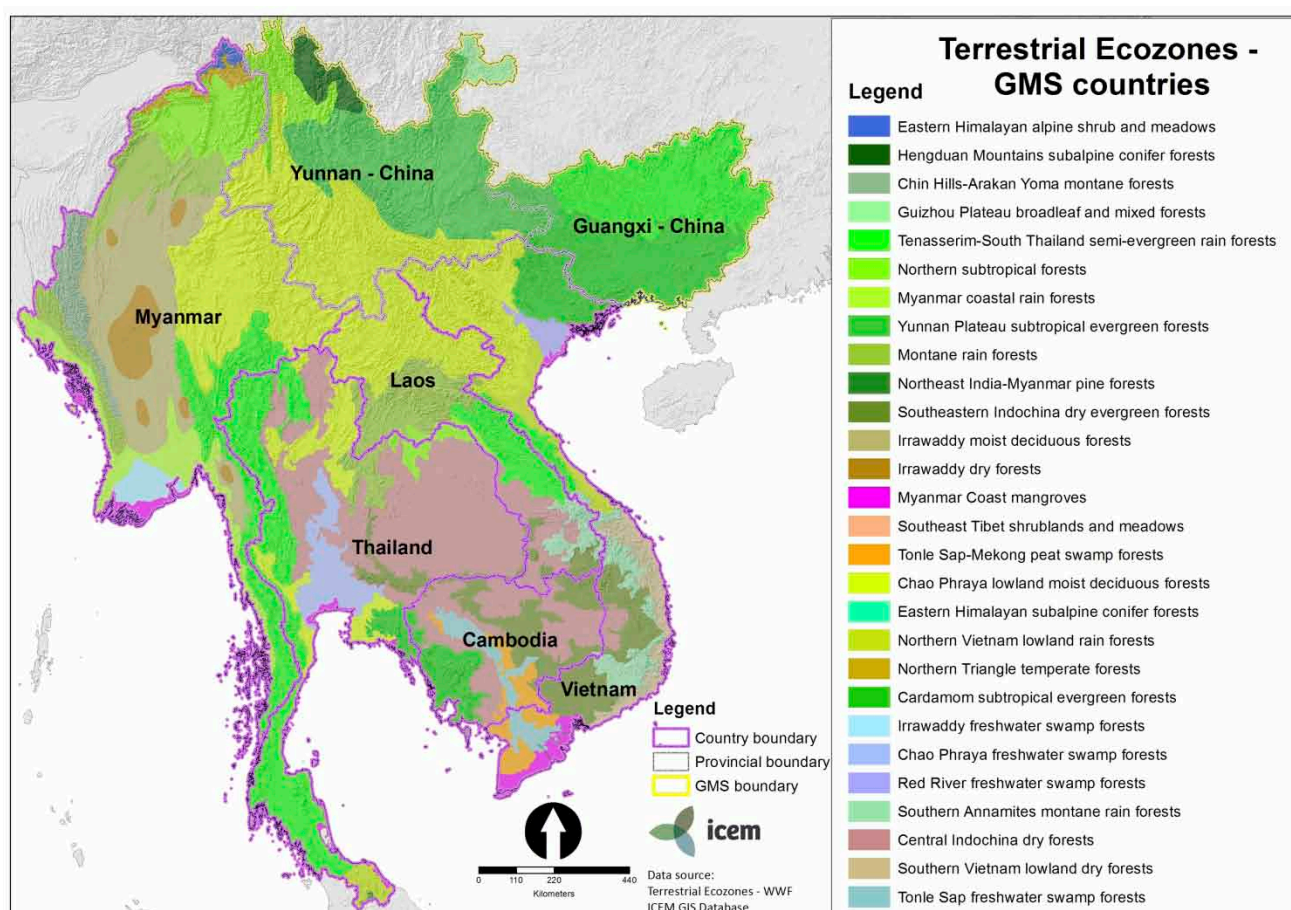 Terrestrial Ecozones -
GMS countries
Legend
Eastern Himalayan alpine shrub and meadows
Hengduan Mountains subalpine conifer forests
Chin Hills-Arakan Yoma montane forests
Guizhou Plateau broadleaf and mixed forests
Tenasserim-South Thailand semi-evergreen rain forests
Northern subtropical forests
Myanmar coastal rain forests
Yunnan Plateau subtropical evergreen forests
Montane rain forests
Northeast India-Myanmar pine forests
Southeastern Indochina dry evergreen forests
Irrawaddy moist deciduous forests
Irrawaddy dry forests
Myanmar Coast mangroves
Southeast Tibet shrublands and meadows
Tonle Sap-Mekong peat swamp forests
Chao Phraya lowland moist deciduous forests
Eastern Himalayan subalpine conifer forests
Northern Vietnam lowland rain forests
Northern Triangle temperate forests
Cardamom subtropical evergreen forests
Irrawaddy freshwater swamp forests
Chao Phraya freshwater swamp forests
Red River freshwater swamp forests
Southern Annamites montane rain forests
Central Indochina dry forests
Southern Vietnam lowland dry forests
Tonle Sap freshwater swamp forests
Yunnan - China
Guangxi - China
Myanmar
Laos
Thailand
Cambodia
Vietnam
Legend
Country boundary
Provincial boundary
GMS boundary
icem
0 110 220 440
Kilometers
Data source:
Terrestrial Ecozones - WWF
ICEM GIS Database